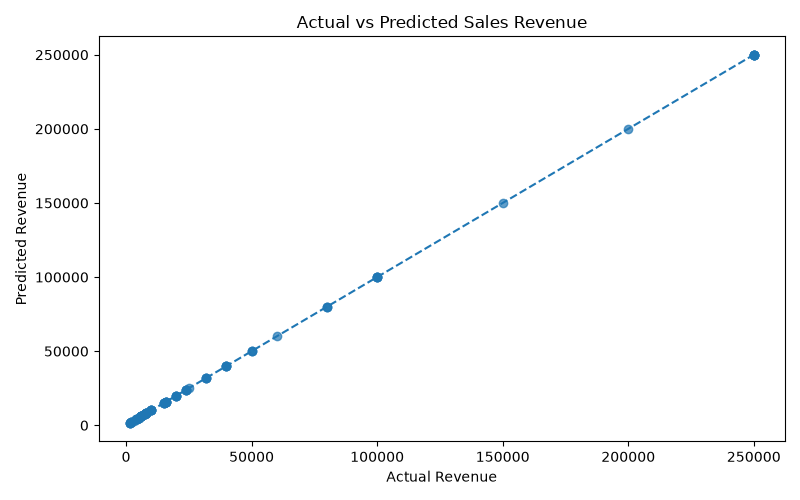 Actual vs Predicted Sales Revenue
250000
200000
150000
100000
50000
0
Predicted Revenue
0 50000 100000 150000 200000 250000
Actual Revenue